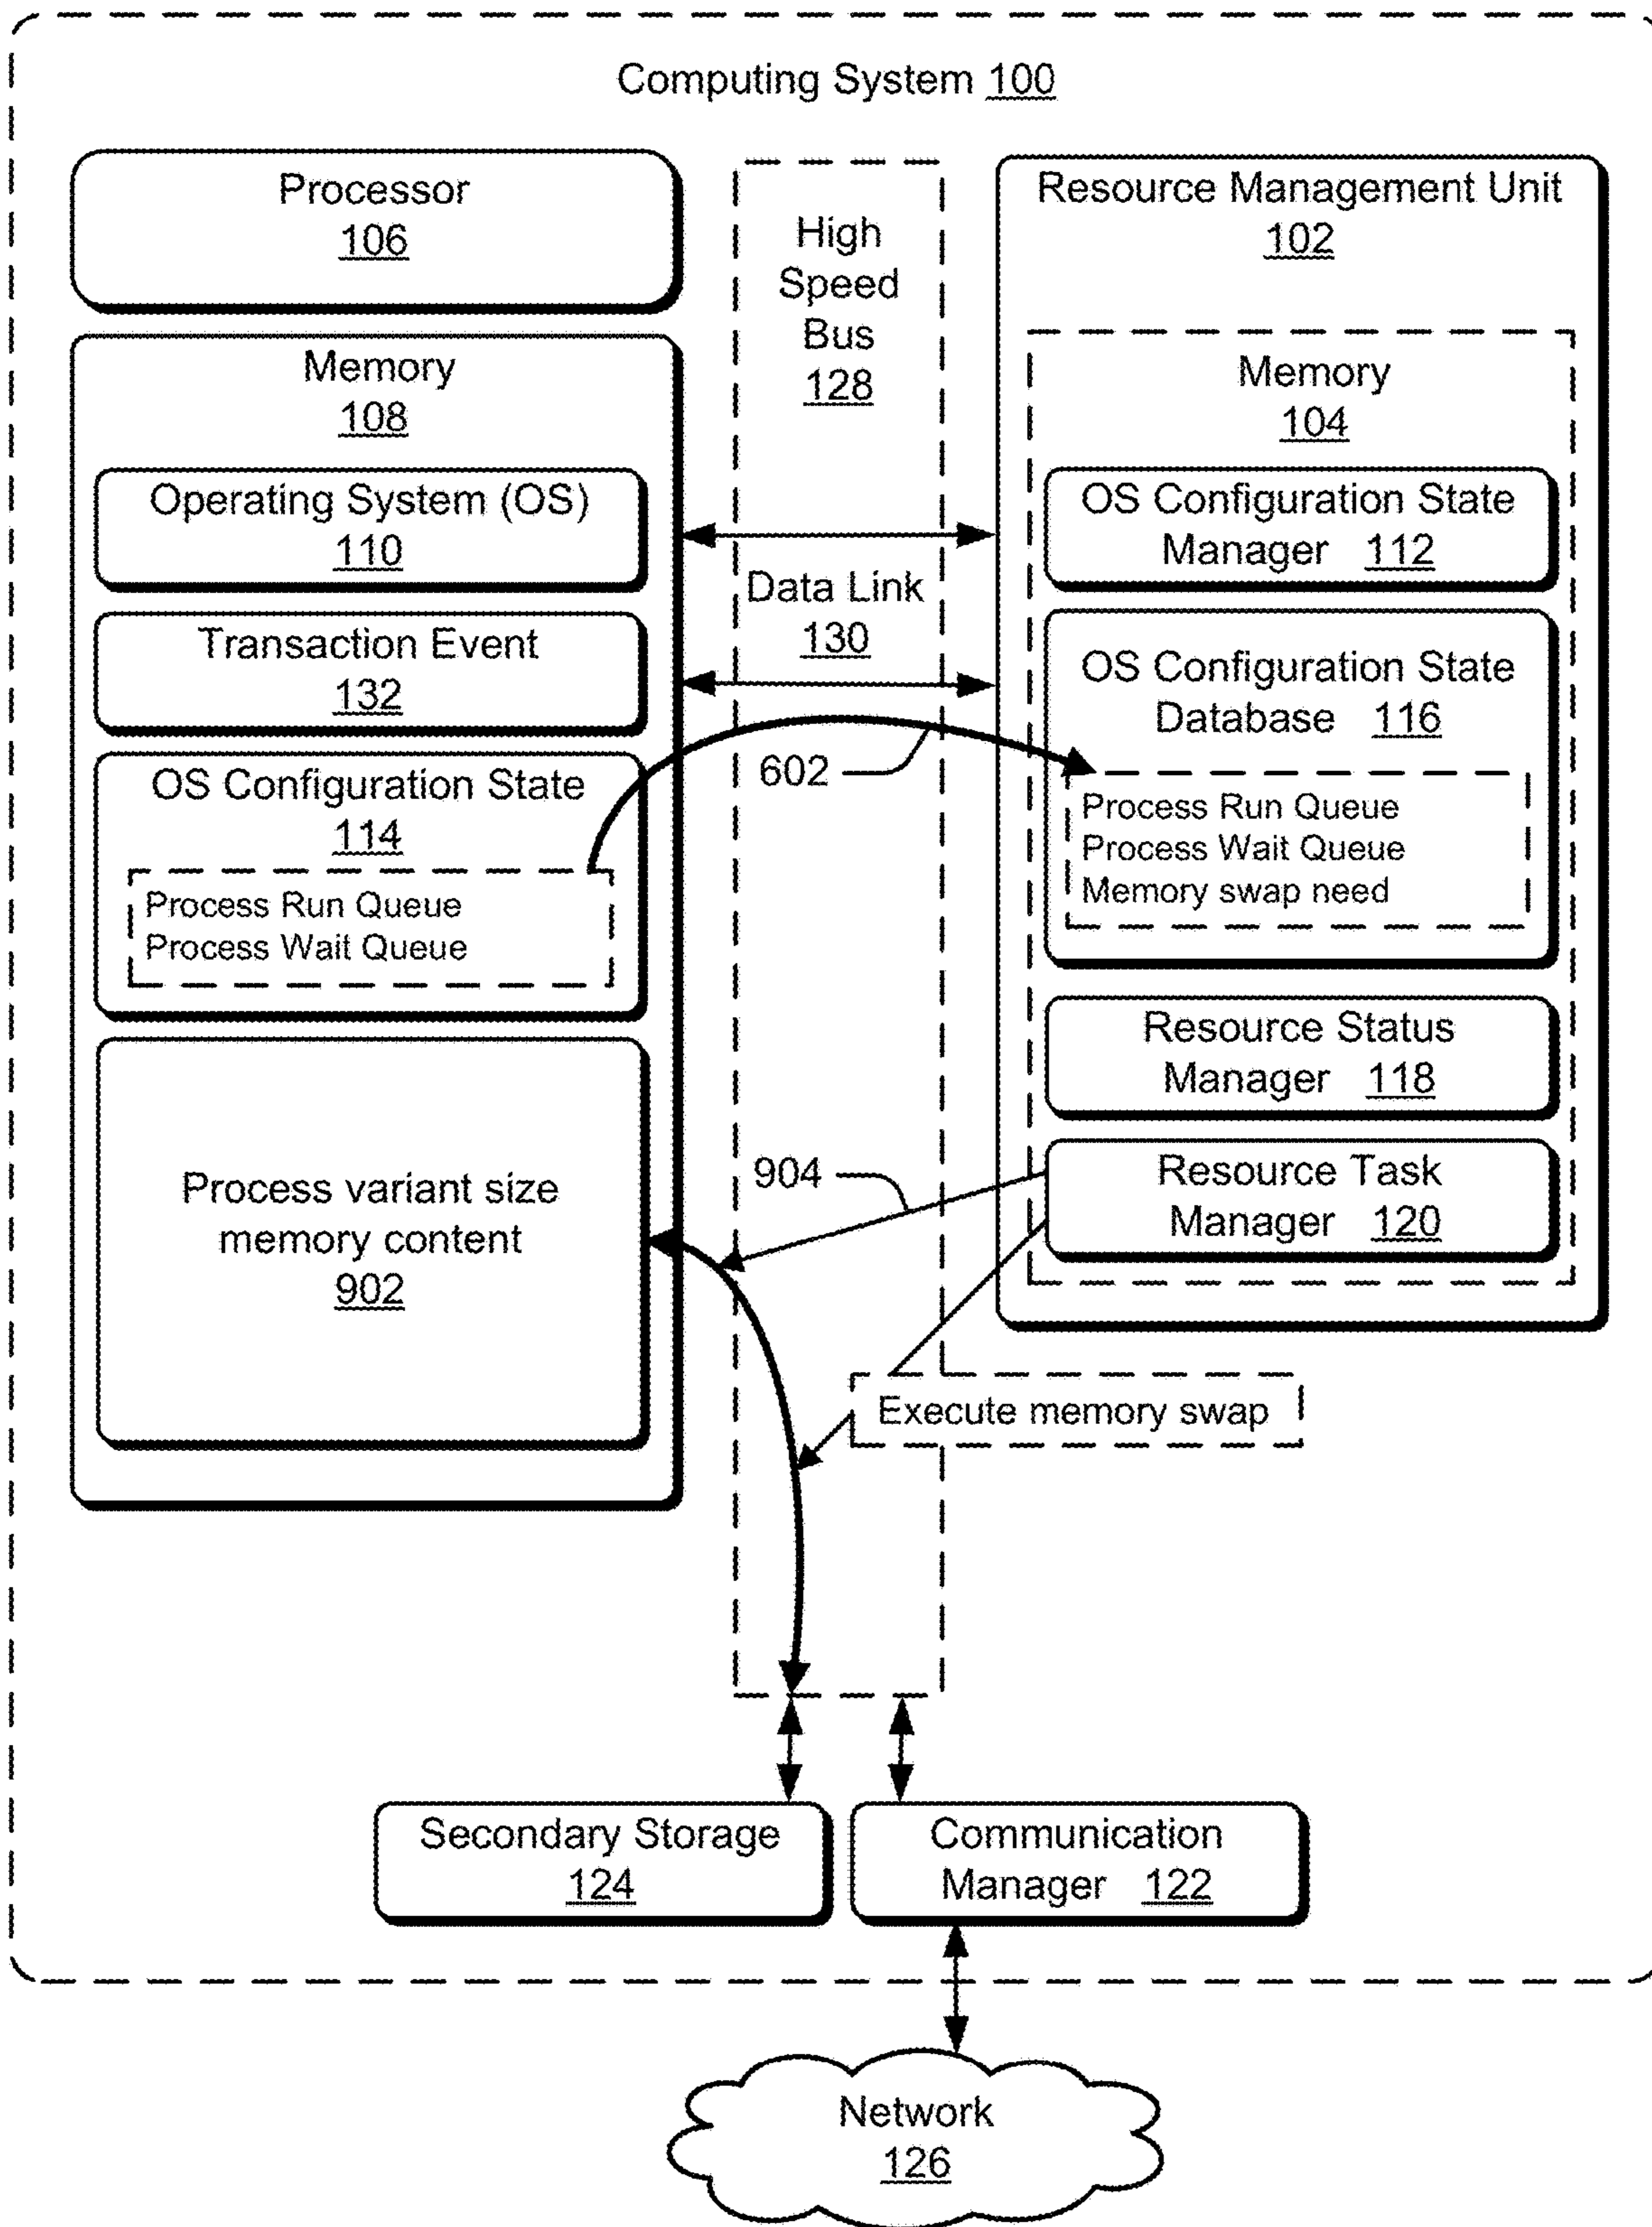 Computing System 100
Processor
106
Memory
108
Operating System (OS)
110
Transaction Event
132
OS Configuration State
114
Process Run Queue
Process Wait Queue
Process variant size
memory content
902
High
Speed
Bus
128
Data Link
130
602
904
Execute memory swap
Resource Management Unit
102
Memory
104
OS Configuration State
Manager 112
OS Configuration State
Database 116
Process Run Queue
Process Wait Queue
Memory swap need
Resource Status
Manager 118
Resource Task
Manager 120
Secondary Storage
124
Communication
Manager 122
Network
126